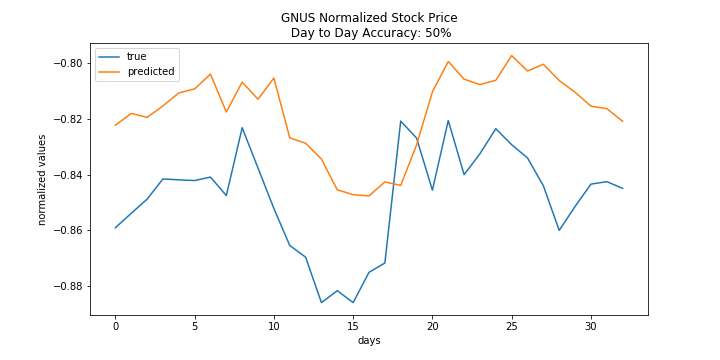 GNUS Normalized Stock Price
Day to Day Accuracy: 50%
true
predicted
normalized values
−0.80
−0.82
−0.84
−0.86
−0.88
0 5 10 15 20 25 30
days